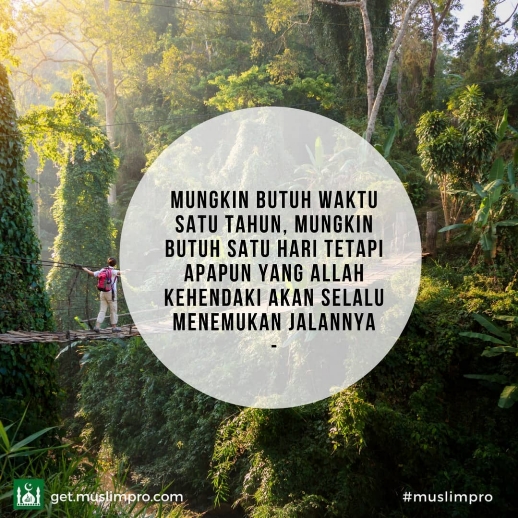 MUNGKIN BUTUH WAKTU
SATU TAHUN, MUNGKIN
BUTUH SATU HARI TETAPI
APAPUN YANG ALLAH
KEHENDAKI AKAN SELALU
MENEMUKAN JALANNYA
-
get.muslimpro.com
#muslimpro